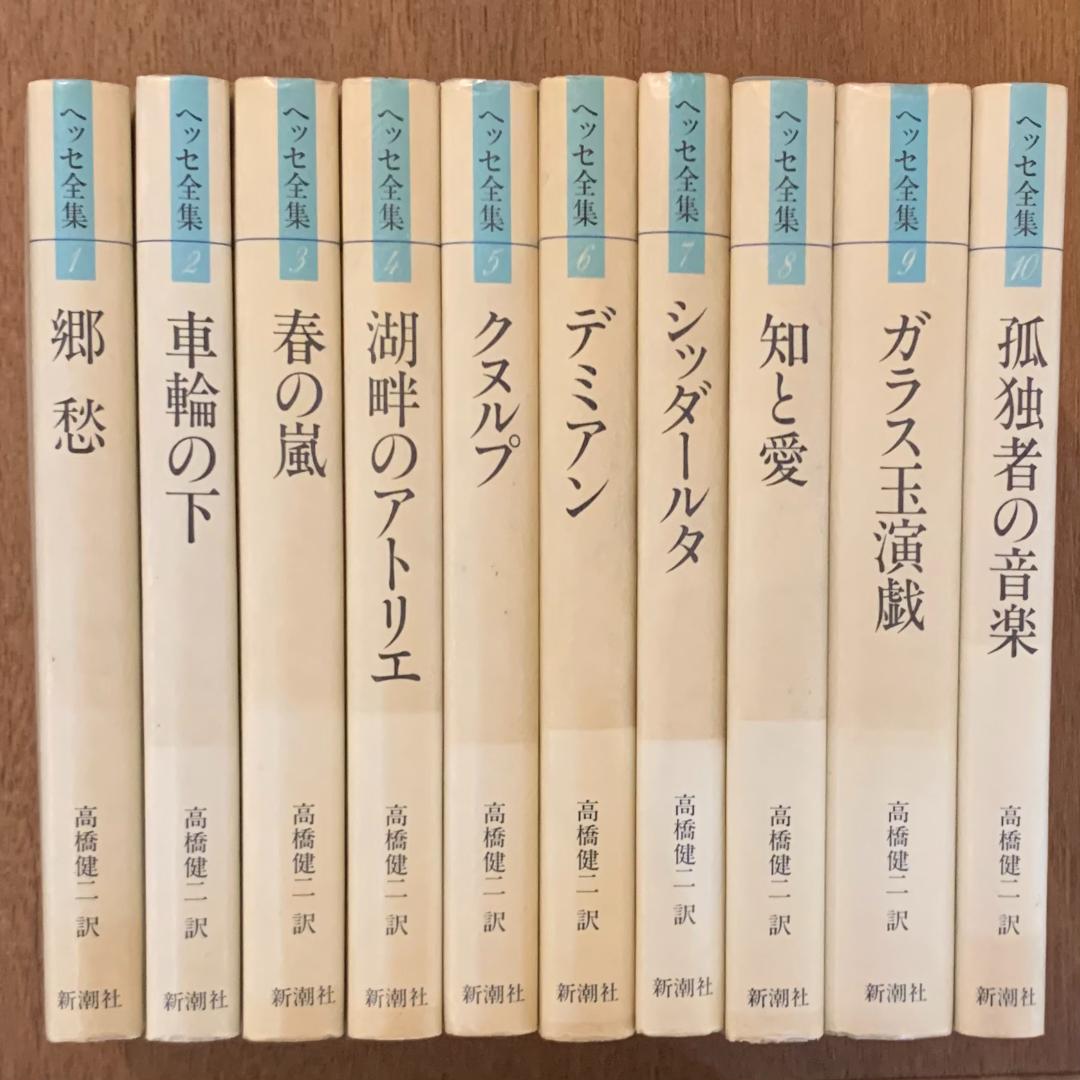 ヘッセ全集
1
郷愁
高橋健二 訳
新潮社
ヘッセ全集
2
車輪の下
高橋健二 訳
新潮社
ヘッセ全集
3
春の嵐
高橋健二 訳
新潮社
ヘッセ全集
4
湖畔のアトリエ
高橋健二 訳
新潮社
ヘッセ全集
5
クヌルプ
高橋健二 訳
新潮社
ヘッセ全集
6
デミアン
高橋健二 訳
新潮社
ヘッセ全集
7
シッダールタ
高橋健二 訳
新潮社
ヘッセ全集
8
知と愛
高橋健二 訳
新潮社
ヘッセ全集
9
ガラス玉演戯
高橋健二 訳
新潮社
ヘッセ全集
10
孤独者の音楽
高橋健二 訳
新潮社